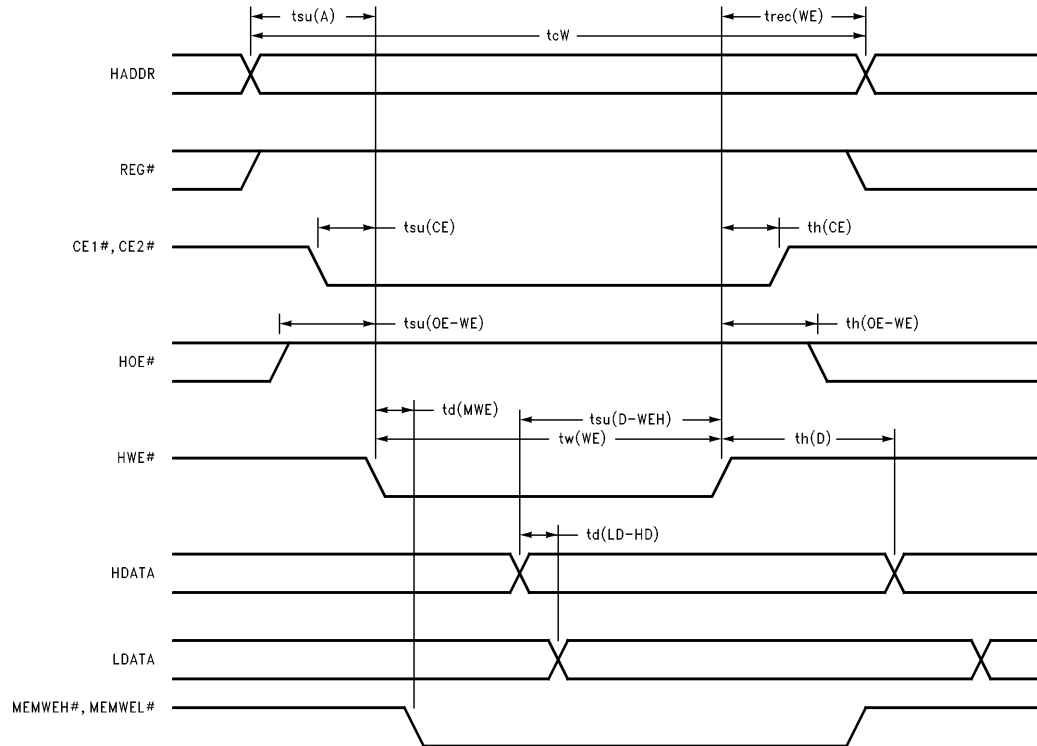 tsu(A)
trec(WE)
tcW
HADDR
REG#
tsu(CE)
th(CE)
CE1#, CE2#
tsu(OE-WE)
th(OE-WE)
HOE#
td(MWE)
tsu(D-WEH)
tw(WE)
th(D)
HWE#
td(LD-HD)
HDATA
LDATA
MEMWEH#, MEMWEL#